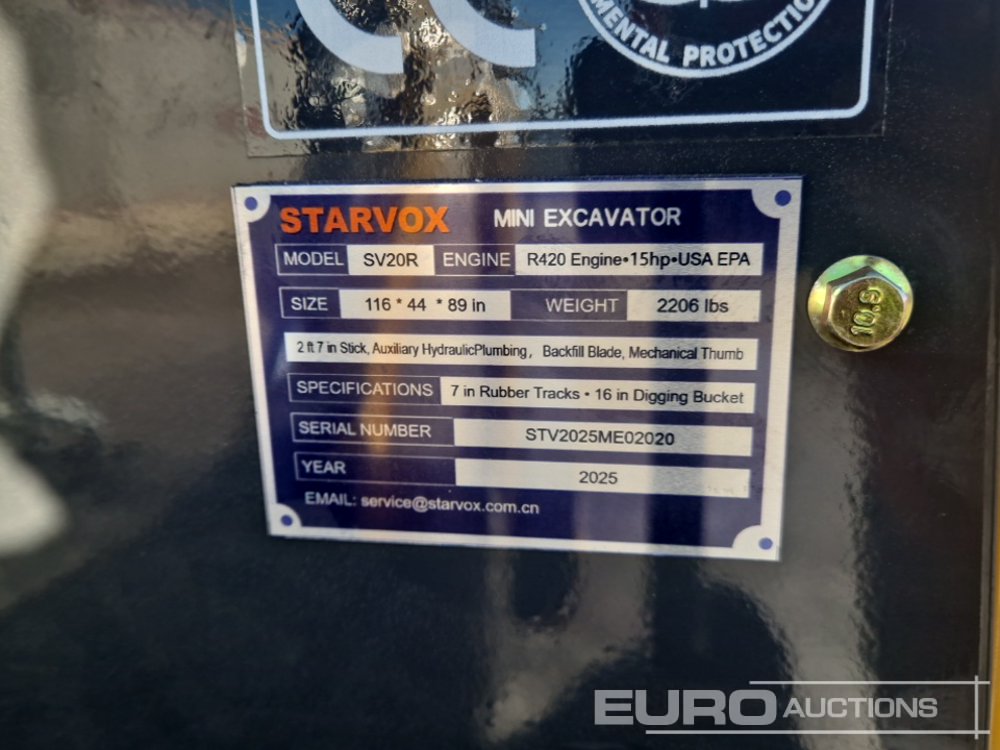 CE
MENTAL PROTECTIO
STARVOX MINI EXCAVATOR
MODEL SV20R ENGINE R420 Engine•15hp•USA EPA
SIZE 116 * 44 * 89 in WEIGHT 2206 lbs
2 ft 7 in Stick, Auxiliary HydraulicPlumbing, Backfill Blade, Mechanical Thumb
SPECIFICATIONS 7 in Rubber Tracks • 16 in Digging Bucket
SERIAL NUMBER STV2025ME02020
YEAR 2025
EMAIL: service@starvox.com.cn
10.9
EURO AUCTIONS